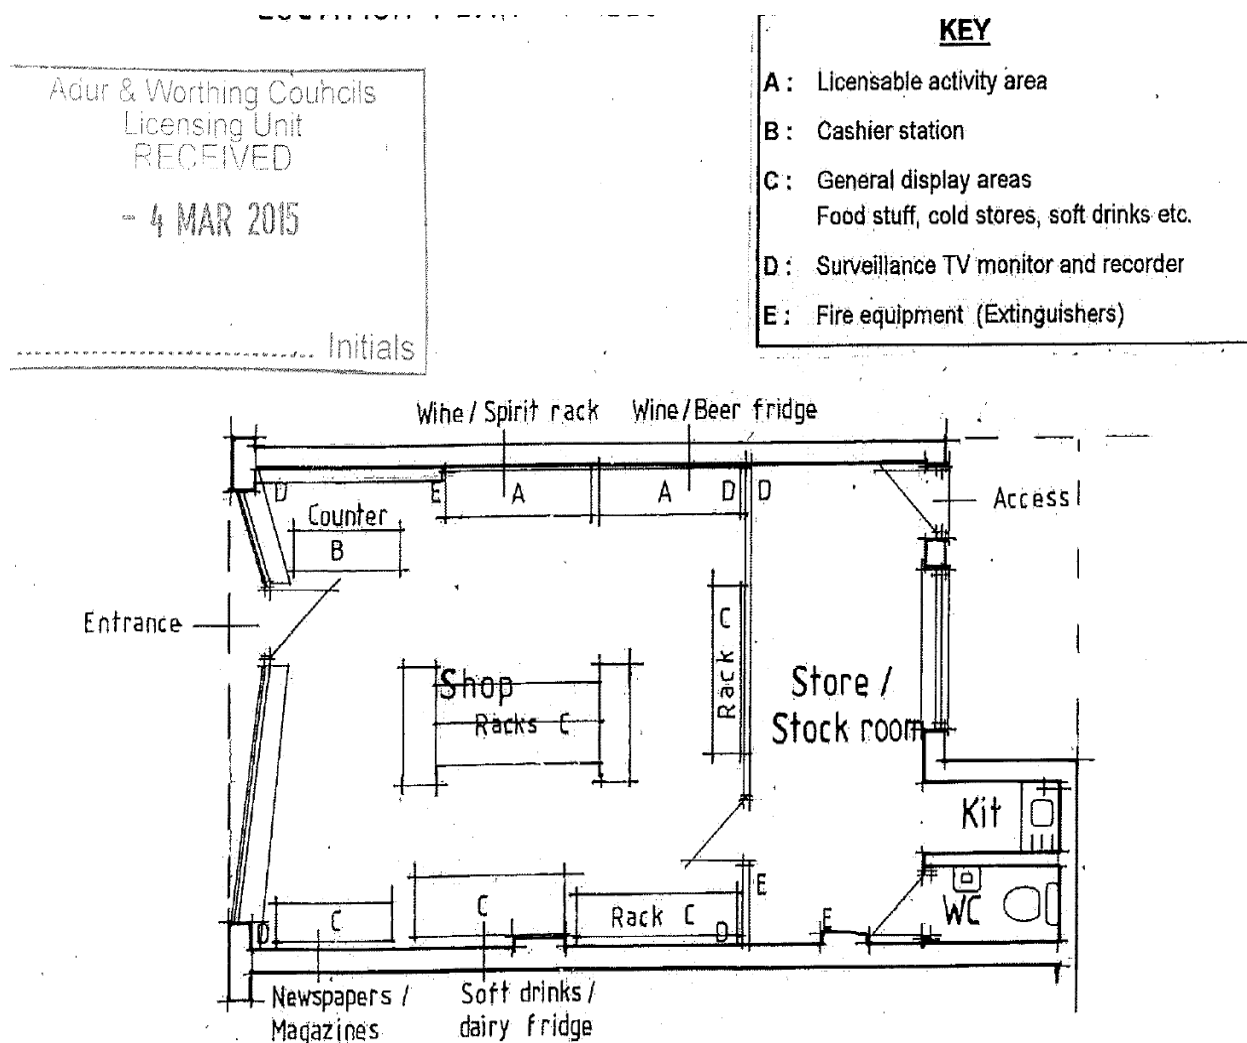 Adur & Worthing Councils
Licensing Unit
RECEIVED
- 4 MAR 2015
Initials
KEY
A : Licensable activity area
B : Cashier station
C : General display areas
Food stuff, cold stores, soft drinks etc.
D : Surveillance TV monitor and recorder
E : Fire equipment (Extinguishers)
Wine / Spirit rack
Wine / Beer fridge
D
E
A
A
D
D
Access
Counter
B
Entrance
Rack C
Shop
Racks C
Store /
Stock room
Kit
WC
E
E
D
C
C
Rack C
D
Newspapers /
Magazines
Soft drinks /
dairy fridge